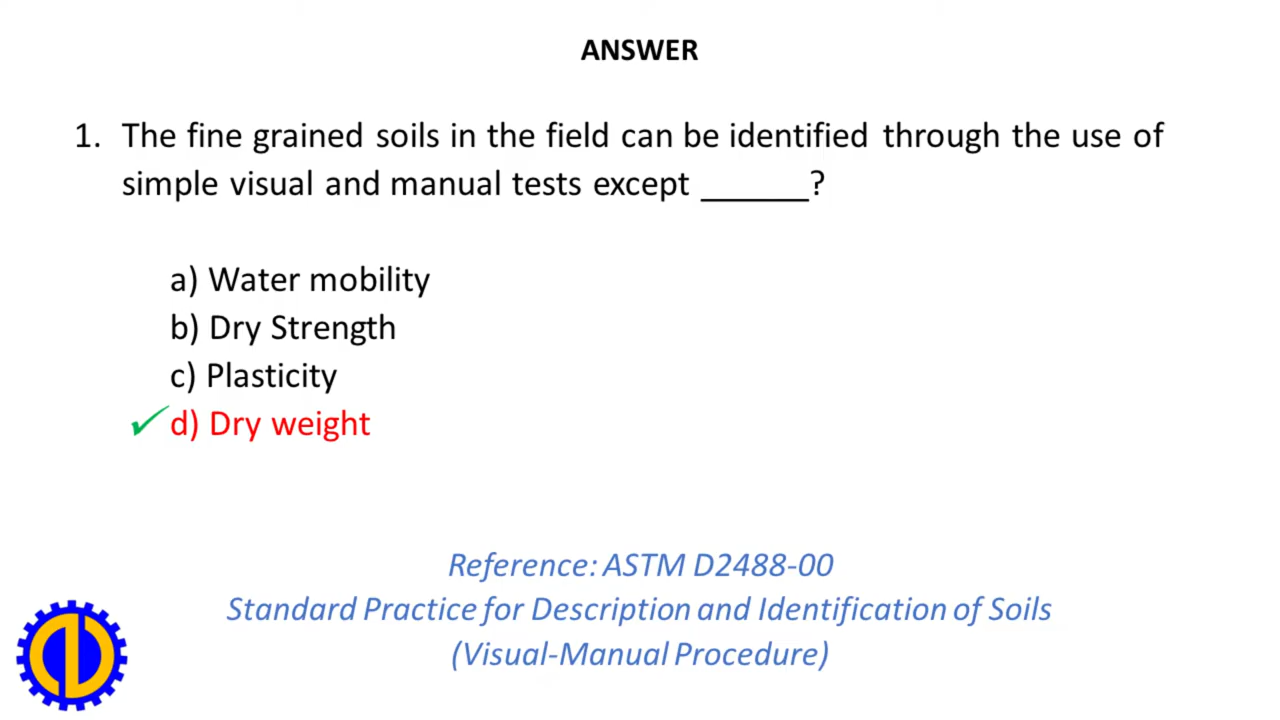 ANSWER
1. The fine grained soils in the field can be identified through the use of
simple visual and manual tests except ______?
a) Water mobility
b) Dry Strength
c) Plasticity
d) Dry weight
Reference: ASTM D2488-00
Standard Practice for Description and Identification of Soils
(Visual-Manual Procedure)